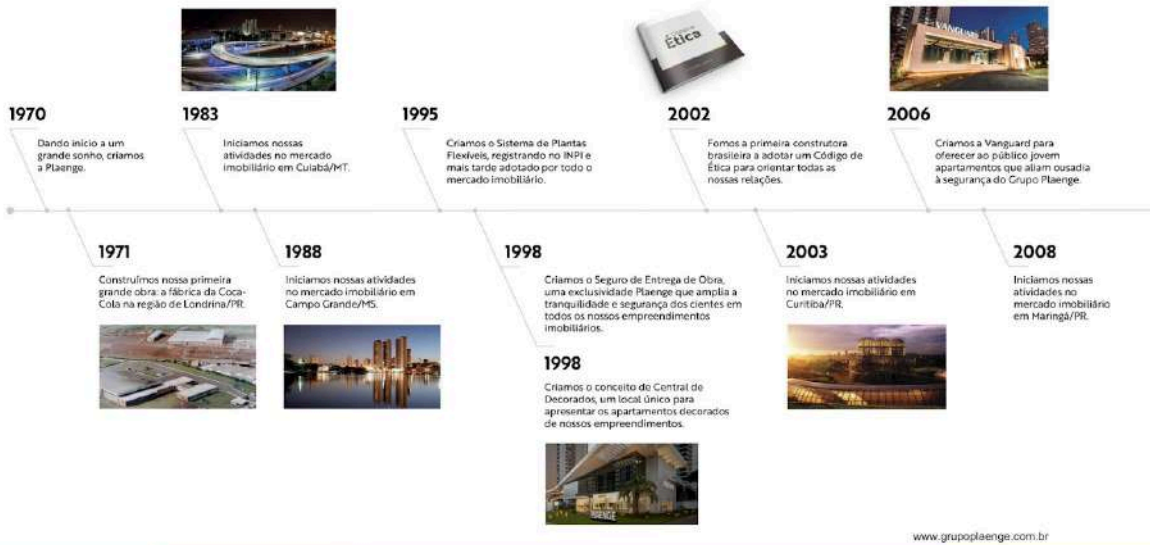 Ética
VANGUARD
1970
Dando início a um
grande sonho, criamos
a Plaenge.
1983
Iniciamos nossas
atividades no mercado
imobiliário em Cuiabá/MT.
1995
Criamos o Sistema de Plantas
Flexíveis, registrando no INPI e
mais tarde adotado por todo o
mercado imobiliário.
2002
Fomos a primeira construtora
brasileira a adotar um Código de
Ética para orientar todas as
nossas relações.
2006
Criamos a Vanguard para
oferecer ao público jovem
apartamentos que aliam ousadia
à segurança do Grupo Plaenge.
1971
Construímos nossa primeira
grande obra: a fábrica da Coca-
Cola na região de Londrina/PR.
1988
Iniciamos nossas atividades
no mercado imobiliário em
Campo Grande/MS.
1998
Criamos o Seguro de Entrega de Obra,
uma exclusividade Plaenge que amplia a
tranquilidade e segurança dos cientes em
todos os nossos empreendimentos
imobiliários.
1998
Criamos o conceito de Central de
Decorados, um local único para
apresentar os apartamentos decorados
de nossos empreendimentos.
PLAENGE
2003
Iniciamos nossas atividades
no mercado imobiliário em
Curitiba/PR.
2008
Iniciamos nossas
atividades no
mercado imobiliário
em Maringá/PR.
www.grupoplaenge.com.br